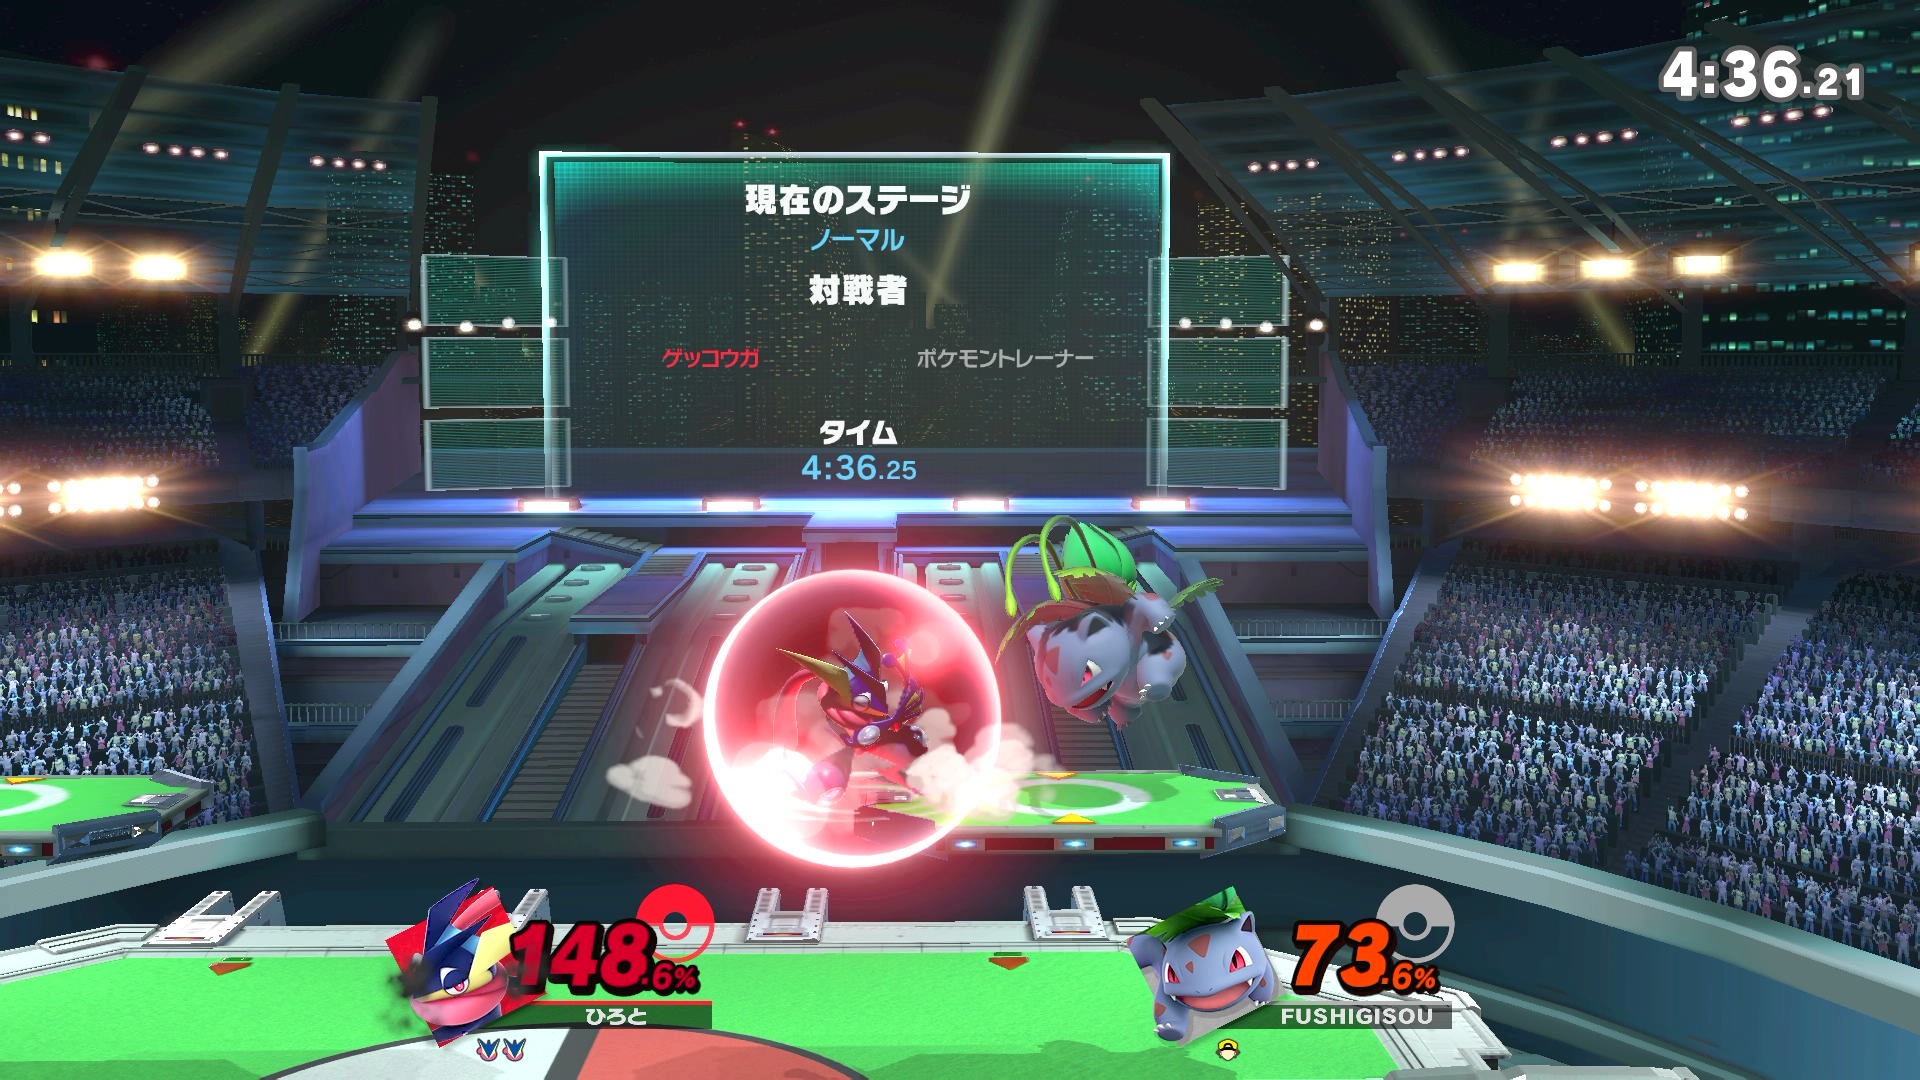 4:36.21
現在のステージ
ノーマル
対戦者
ゲッコウガ ポケモントレーナー
タイム
4:36.25
148.6% 73.6%
ひろと FUSHIGISOU